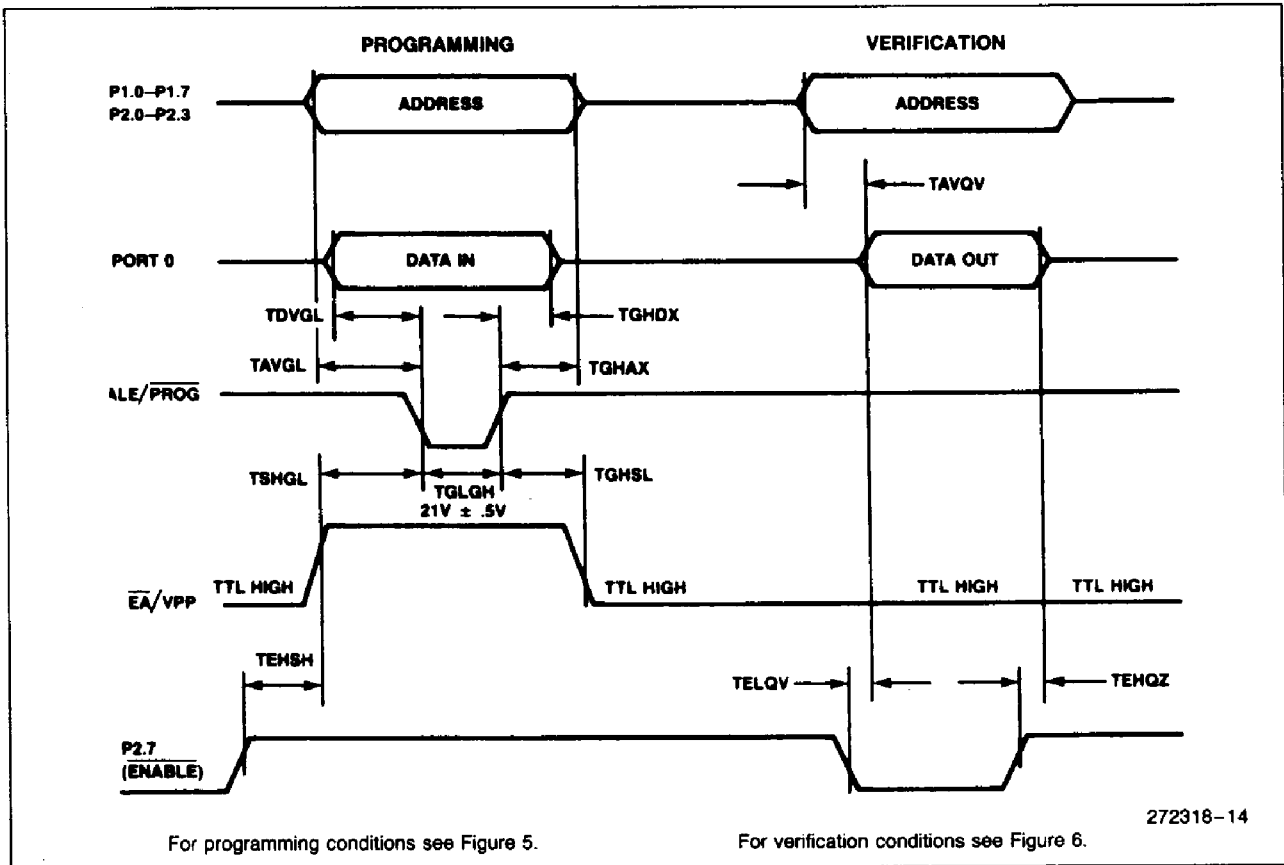 PROGRAMMING VERIFICATION
P1.0–P1.7
P2.0–P2.3
ADDRESS ADDRESS
TAVQV
PORT 0 DATA IN DATA OUT
TDVGL TGHDX
TAVGL TGHAX
ALE/PROG
TSHGL TGLGH TGHSL
21V ± .5V
EA/VPP TTL HIGH TTL HIGH TTL HIGH TTL HIGH
TEHSH
TELQV TEHQZ
P2.7
(ENABLE)
272318–14
For programming conditions see Figure 5. For verification conditions see Figure 6.